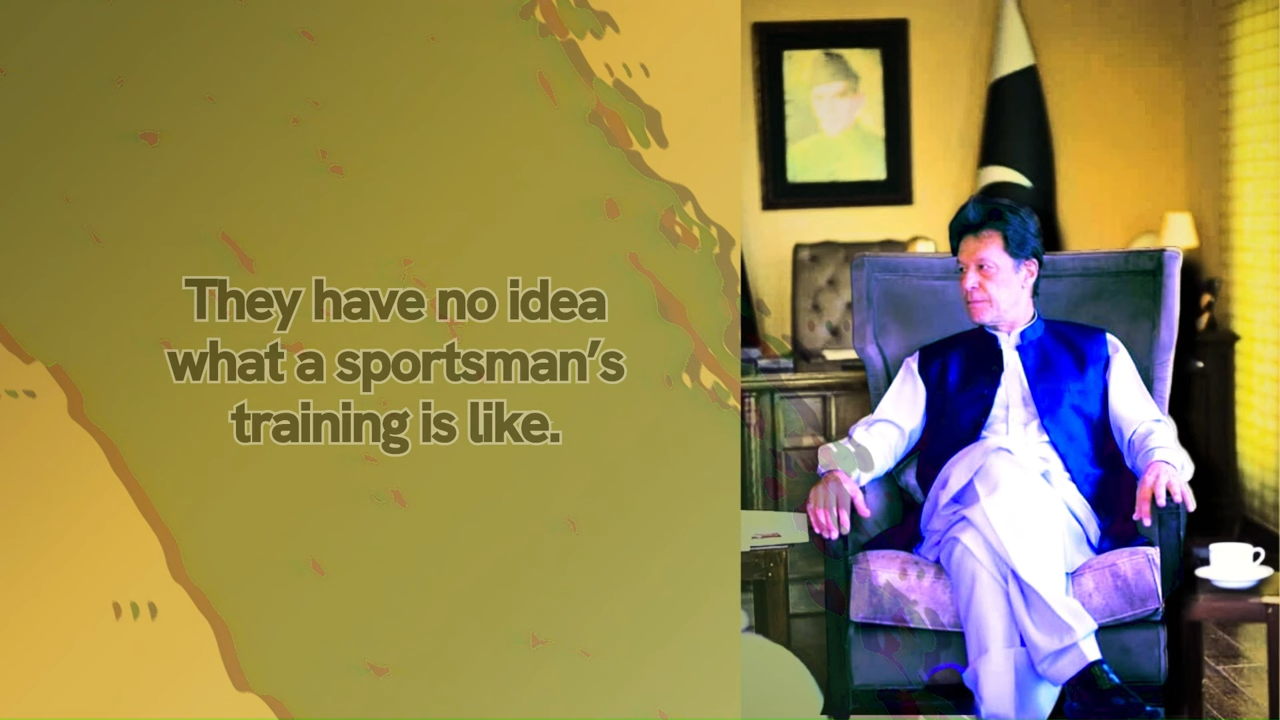 They have no idea
what a sportsman’s
training is like.